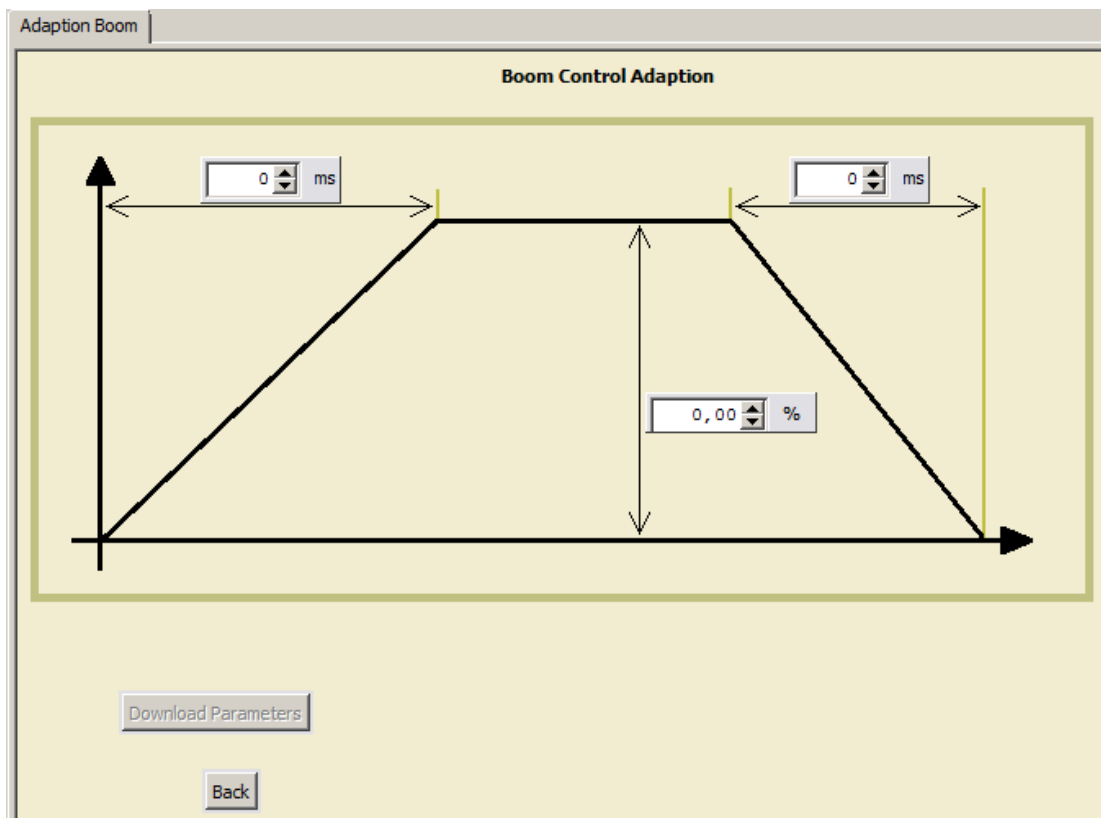 Adaption Boom
Boom Control Adaption
0 ms
0 ms
0,00 %
Download Parameters
Back